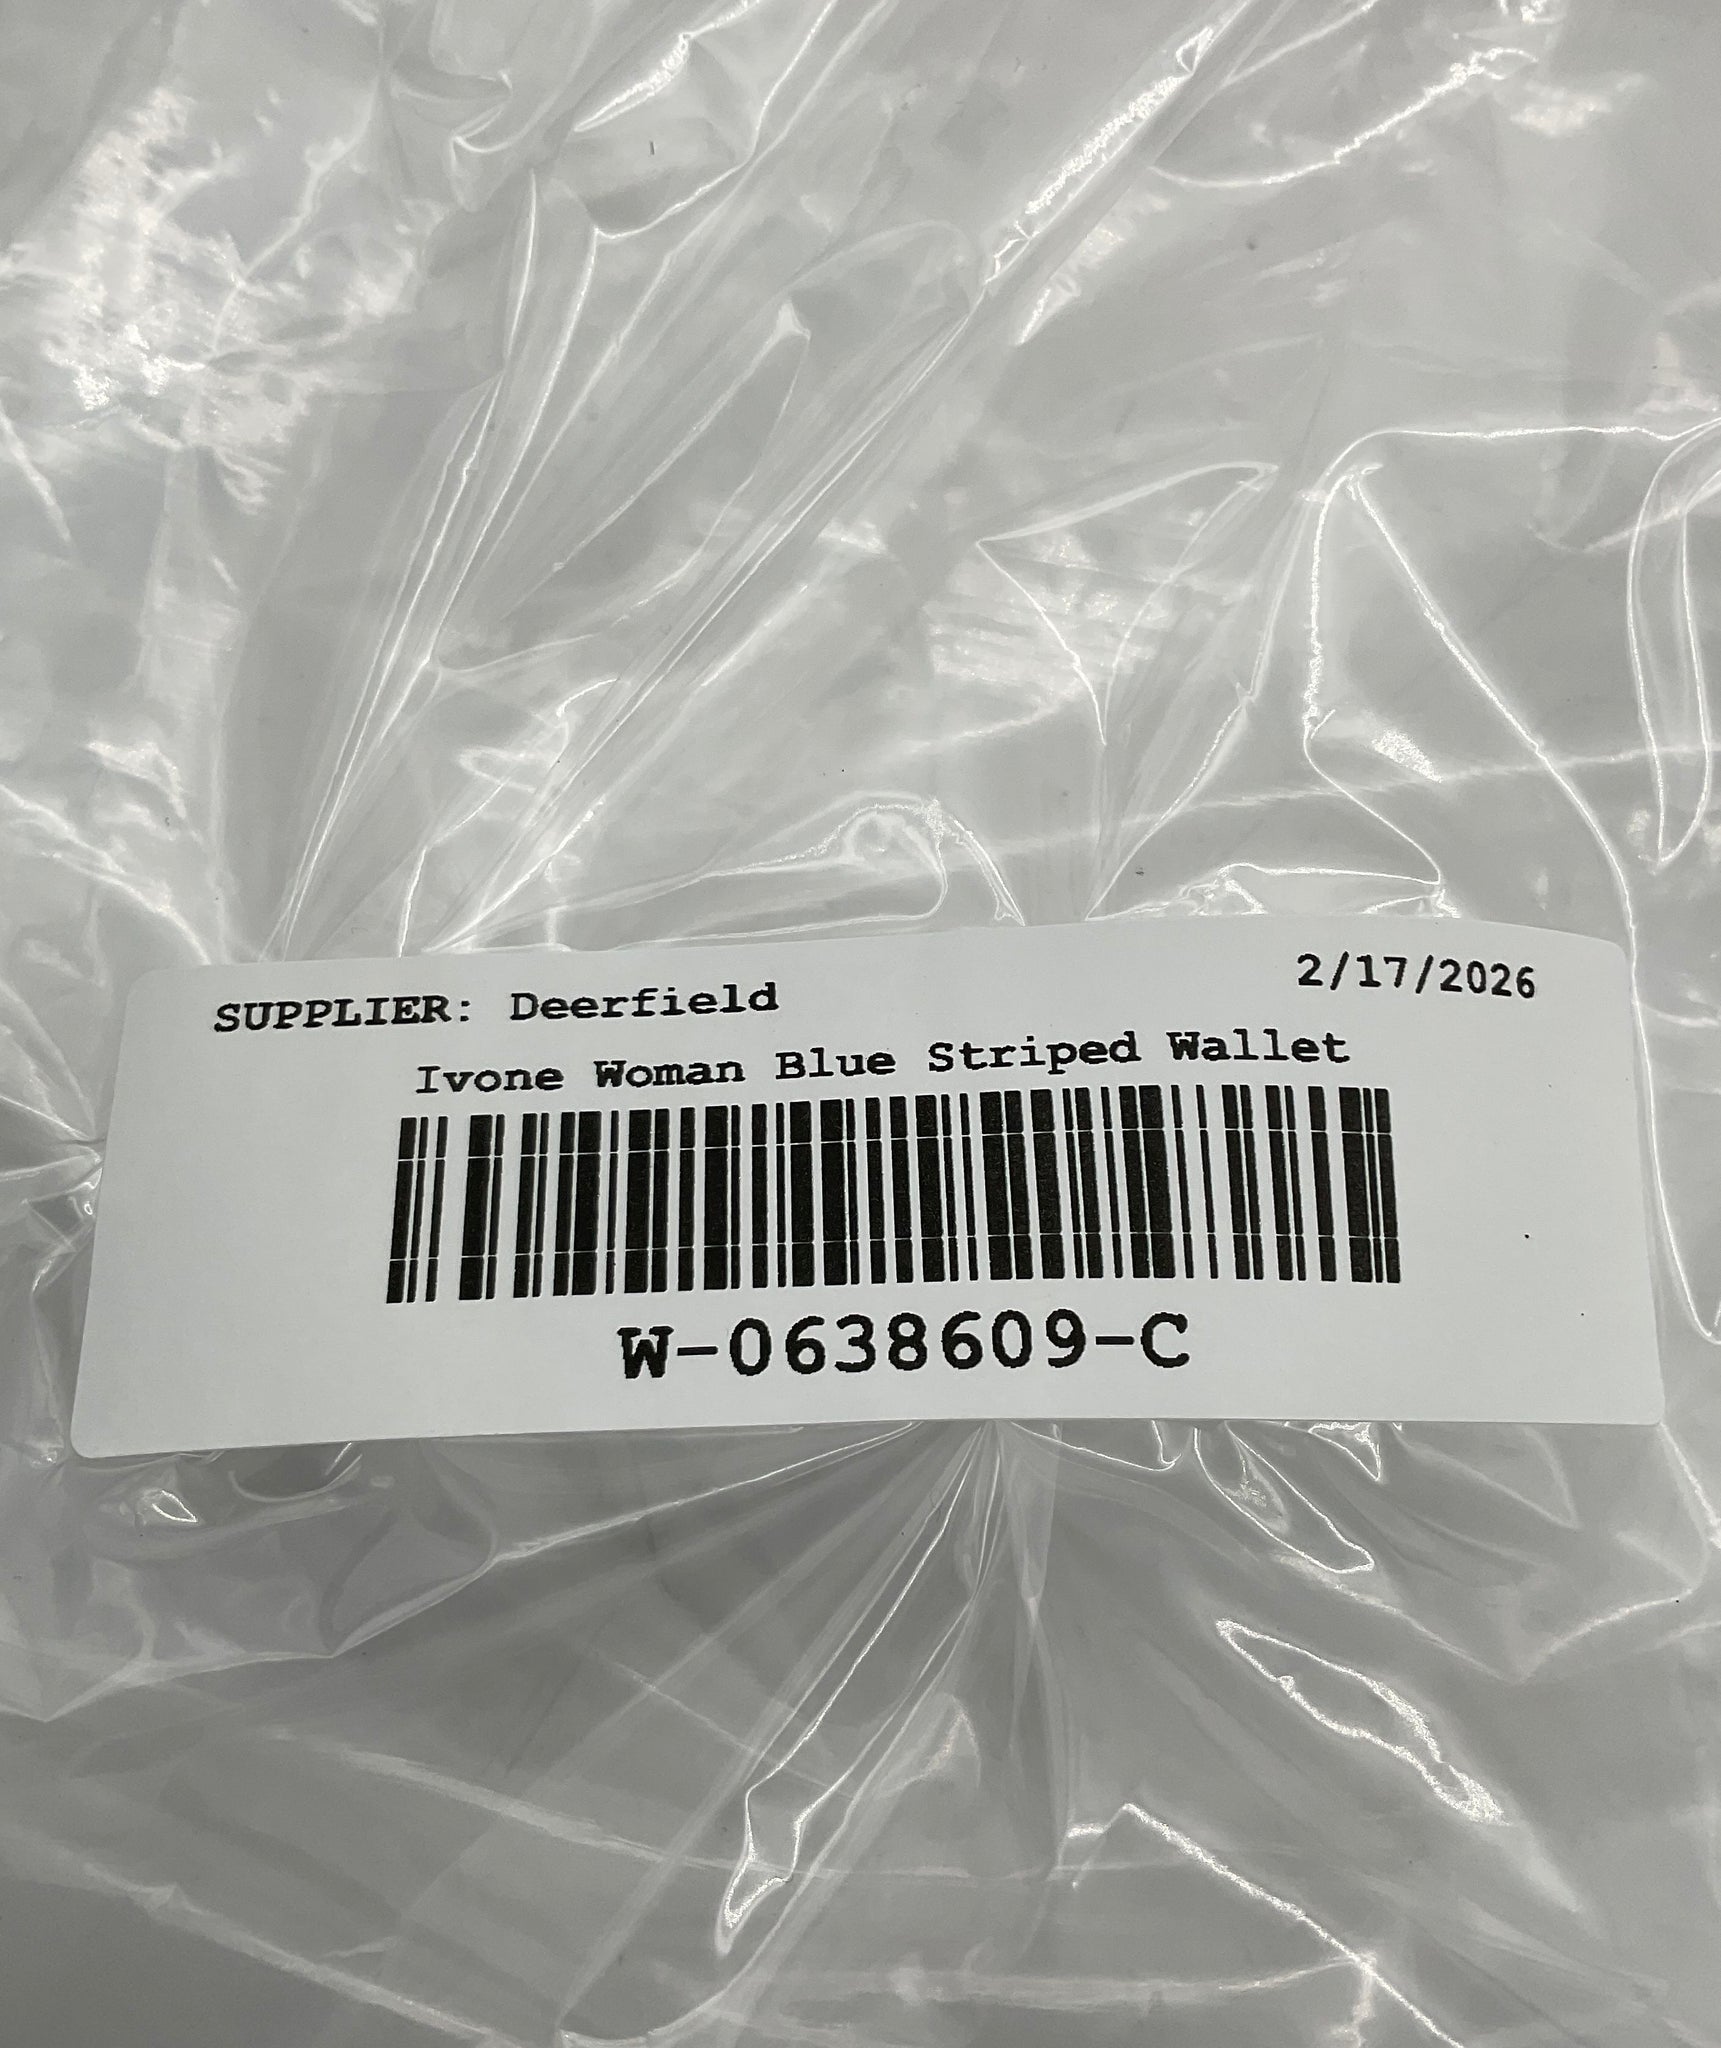 SUPPLIER: Deerfield
2/17/2026
Ivone Woman Blue Striped Wallet
W-0638609-C